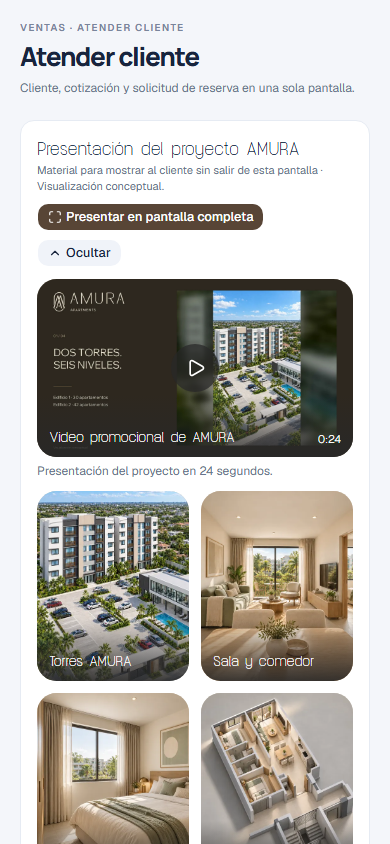 VENTAS · ATENDER CLIENTE
Atender cliente
Cliente, cotización y solicitud de reserva en una sola pantalla.
Presentación del proyecto AMURA
Material para mostrar al cliente sin salir de esta pantalla ·
Visualización conceptual.
Presentar en pantalla completa
Ocultar
AMURA
APARTMENTS
DOS TORRES.
SEIS NIVELES.
Video promocional de AMURA
0:24
Presentación del proyecto en 24 segundos.
Torres AMURA
Sala y comedor